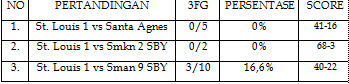 NO PERTANDINGAN 3FG PERSENTASE SCORE
1. St. Louis 1 vs Santa Agnes 0/5 0% 41-16
2. St. Louis 1 vs Smkn 2 SBY 0/2 0% 68-3
3. St. Louis 1 vs Sman 9 SBY 3/10 16,6% 40-22